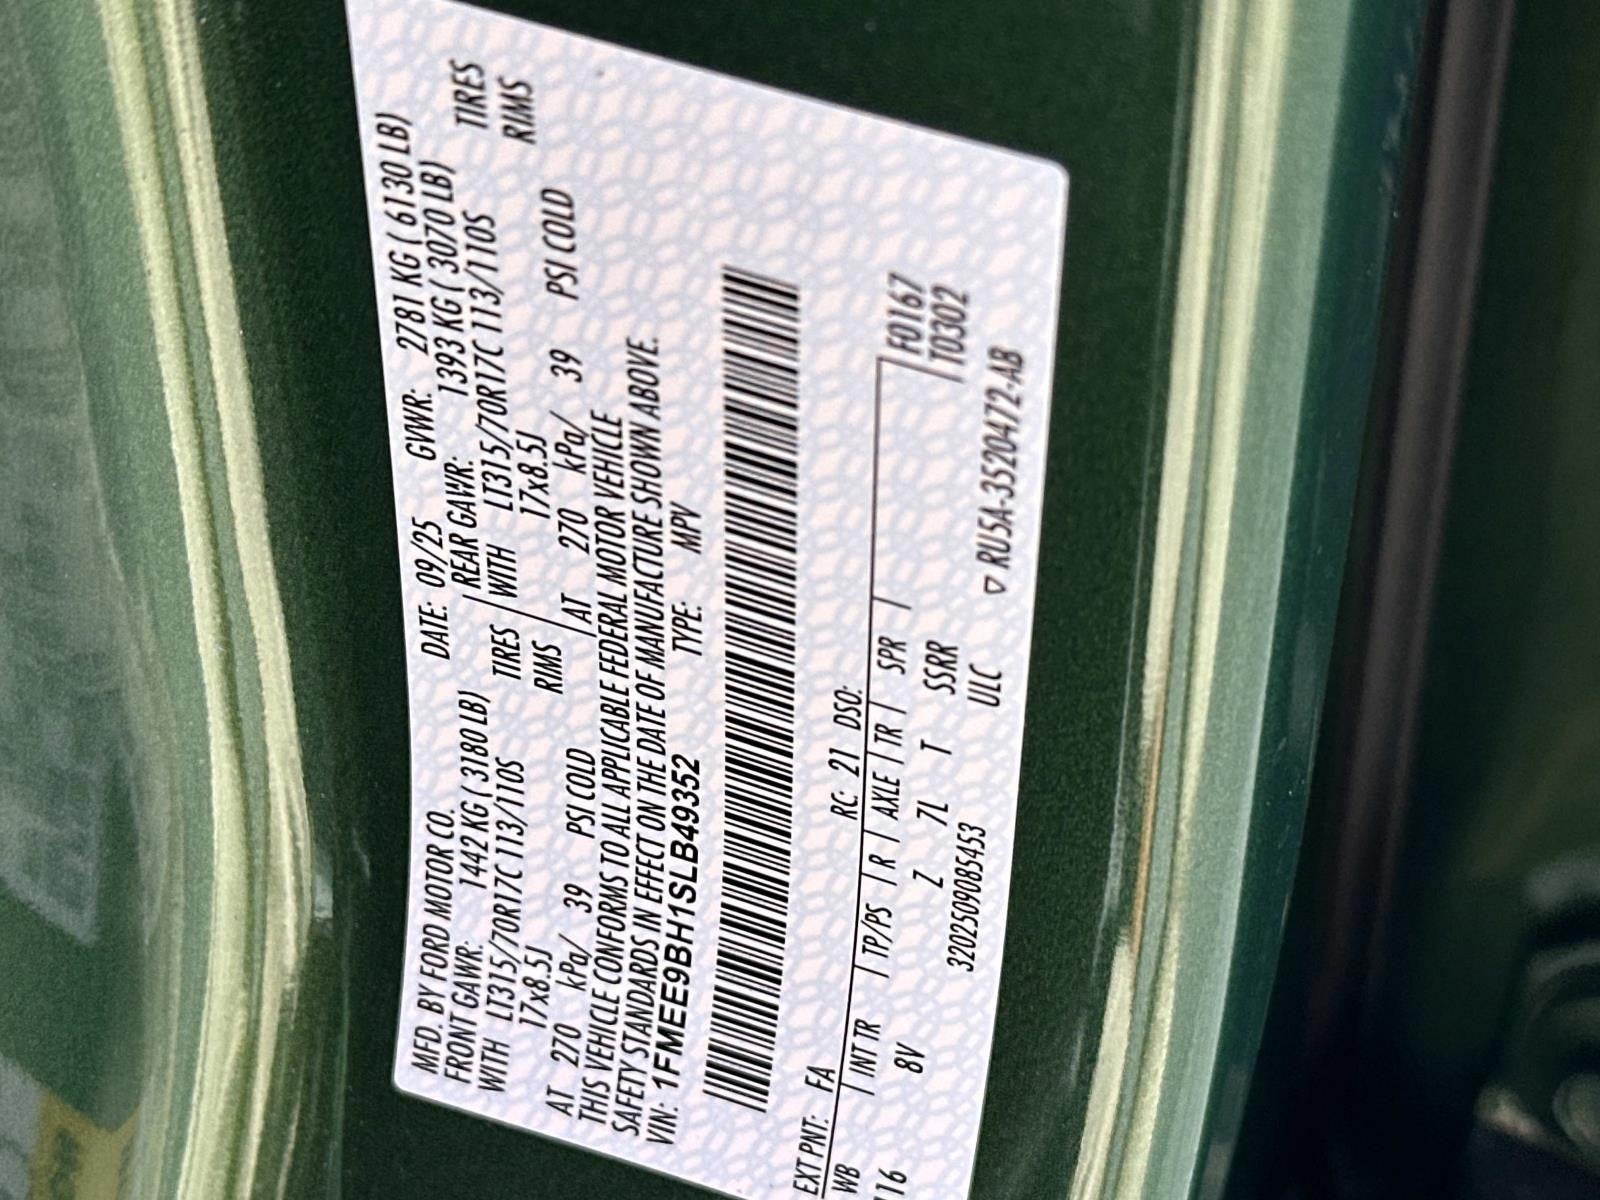 MFD. BY FORD MOTOR CO. DATE: 09/25 GVWR: 2781 KG ( 6130 LB)
FRONT GAWR: 1442 KG ( 3180 LB) REAR GAWR: 1393 KG ( 3070 LB)
WITH LT315/70R17C 113/110S TIRES WITH LT315/70R17C 113/110S TIRES
17x8.5J RIMS 17x8.5J RIMS
AT 270 kPa/ 39 PSI COLD AT 270 kPa/ 39 PSI COLD
THIS VEHICLE CONFORMS TO ALL APPLICABLE FEDERAL MOTOR VEHICLE
SAFETY STANDARDS IN EFFECT ON THE DATE OF MANUFACTURE SHOWN ABOVE.
VIN: 1FMEE9BH1SLB49352 TYPE: MPV
EXT PNT: FA RC: 21 DSO:
WB INT TR TP/PS R AXLE TR SPR F0167
116 8V Z 7L T SSRR T0302
3202509085453 ULC
▽ RU5A-3520472-AB